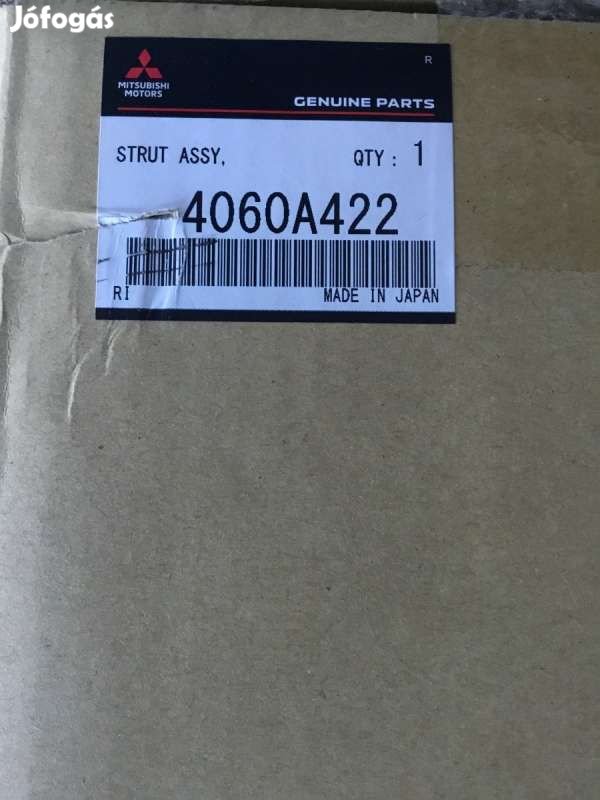 Jófogás
R
MITSUBISHI
MOTORS
GENUINE PARTS
STRUT ASSY, QTY : 1
4060A422
RI MADE IN JAPAN